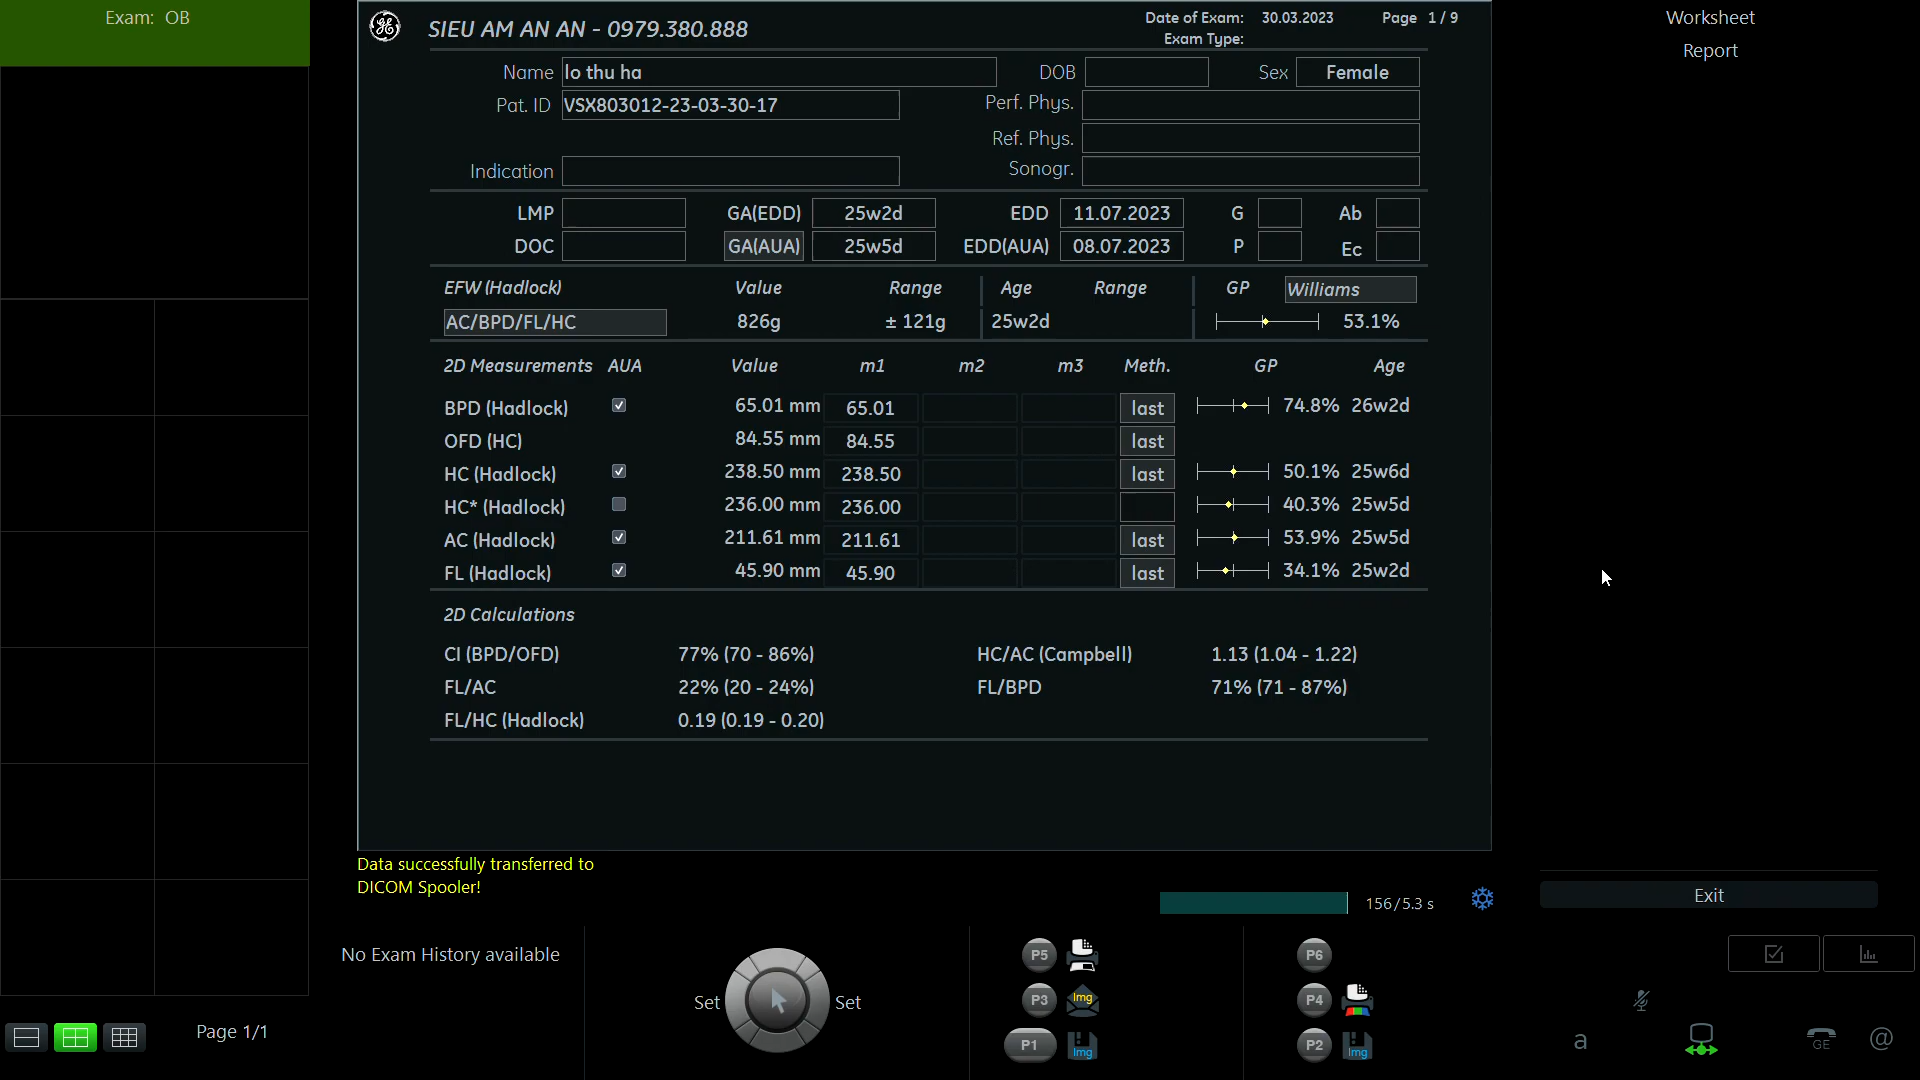 Exam: OB
SIEU AM AN AN - 0979.380.888
Date of Exam: 30.03.2023 Page 1 / 9
Exam Type:
Name lo thu ha DOB Sex Female
Pat. ID VSX803012-23-03-30-17 Perf. Phys.
Ref. Phys.
Indication Sonogr.
LMP GA(EDD) 25w2d EDD 11.07.2023 G Ab
DOC GA(AUA) 25w5d EDD(AUA) 08.07.2023 P Ec
EFW (Hadlock) Value Range Age Range GP Williams
AC/BPD/FL/HC 826g ± 121g 25w2d 53.1%
2D Measurements AUA Value m1 m2 m3 Meth. GP Age
BPD (Hadlock) 65.01 mm 65.01 last 74.8% 26w2d
OFD (HC) 84.55 mm 84.55 last
HC (Hadlock) 238.50 mm 238.50 last 50.1% 25w6d
HC* (Hadlock) 236.00 mm 236.00 40.3% 25w5d
AC (Hadlock) 211.61 mm 211.61 last 53.9% 25w5d
FL (Hadlock) 45.90 mm 45.90 last 34.1% 25w2d
2D Calculations
CI (BPD/OFD) 77% (70 - 86%) HC/AC (Campbell) 1.13 (1.04 - 1.22)
FL/AC 22% (20 - 24%) FL/BPD 71% (71 - 87%)
FL/HC (Hadlock) 0.19 (0.19 - 0.20)
Worksheet
Report
Data successfully transferred to
DICOM Spooler!
156/5.3 s
Exit
No Exam History available
Page 1/1
Set Set
P5 P6
P3 Img P4
P1 Img P2 Img
a GE @